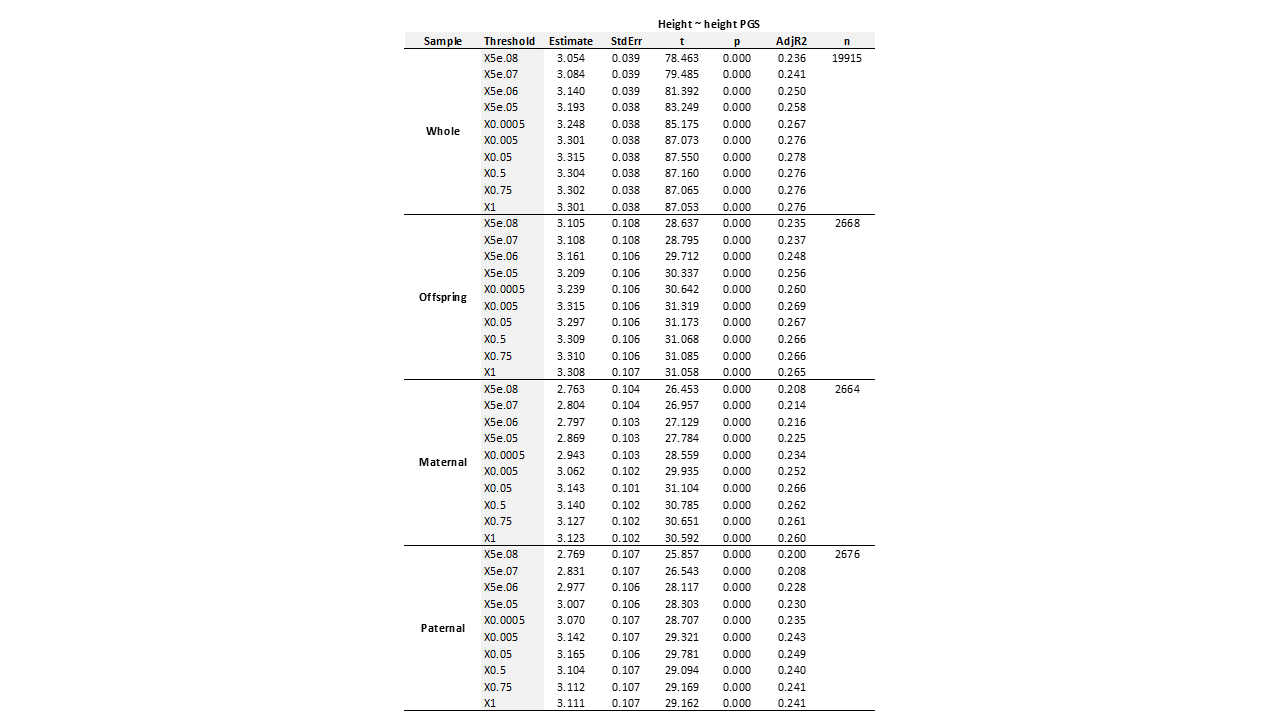 Height ~ height PGS
Sample Threshold Estimate StdErr t p AdjR2 n
X5e.08 3.054 0.039 78.463 0.000 0.236 19915
X5e.07 3.084 0.039 79.485 0.000 0.241
X5e.06 3.140 0.039 81.392 0.000 0.250
X5e.05 3.193 0.038 83.249 0.000 0.258
X0.0005 3.248 0.038 85.175 0.000 0.267
Whole
X0.005 3.301 0.038 87.073 0.000 0.276
X0.05 3.315 0.038 87.550 0.000 0.278
X0.5 3.304 0.038 87.160 0.000 0.276
X0.75 3.302 0.038 87.065 0.000 0.276
X1 3.301 0.038 87.053 0.000 0.276
X5e.08 3.105 0.108 28.637 0.000 0.235 2668
X5e.07 3.108 0.108 28.795 0.000 0.237
X5e.06 3.161 0.106 29.712 0.000 0.248
X5e.05 3.209 0.106 30.337 0.000 0.256
X0.0005 3.239 0.106 30.642 0.000 0.260
Offspring
X0.005 3.315 0.106 31.319 0.000 0.269
X0.05 3.297 0.106 31.173 0.000 0.267
X0.5 3.309 0.106 31.068 0.000 0.266
X0.75 3.310 0.106 31.085 0.000 0.266
X1 3.308 0.107 31.058 0.000 0.265
X5e.08 2.763 0.104 26.453 0.000 0.208 2664
X5e.07 2.804 0.104 26.957 0.000 0.214
X5e.06 2.797 0.103 27.129 0.000 0.216
X5e.05 2.869 0.103 27.784 0.000 0.225
X0.0005 2.943 0.103 28.559 0.000 0.234
Maternal
X0.005 3.062 0.102 29.935 0.000 0.252
X0.05 3.143 0.101 31.104 0.000 0.266
X0.5 3.140 0.102 30.785 0.000 0.262
X0.75 3.127 0.102 30.651 0.000 0.261
X1 3.123 0.102 30.592 0.000 0.260
X5e.08 2.769 0.107 25.857 0.000 0.200 2676
X5e.07 2.831 0.107 26.543 0.000 0.208
X5e.06 2.977 0.106 28.117 0.000 0.228
X5e.05 3.007 0.106 28.303 0.000 0.230
X0.0005 3.070 0.107 28.707 0.000 0.235
Paternal
X0.005 3.142 0.107 29.321 0.000 0.243
X0.05 3.165 0.106 29.781 0.000 0.249
X0.5 3.104 0.107 29.094 0.000 0.240
X0.75 3.112 0.107 29.169 0.000 0.241
X1 3.111 0.107 29.162 0.000 0.241